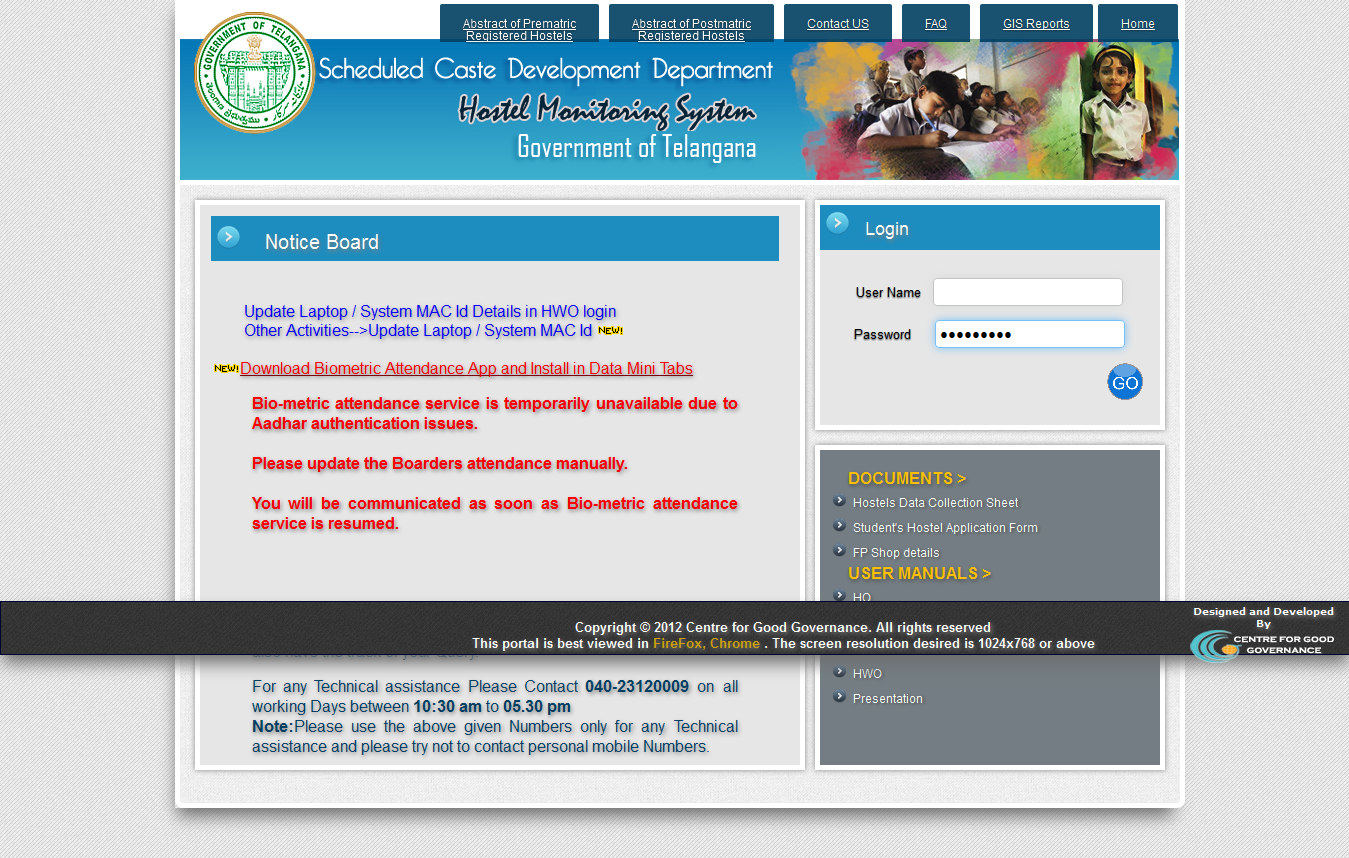 Abstract of Prematric
Registered Hostels
Abstract of Postmatric
Registered Hostels
Contact US
FAQ
GIS Reports
Home
GOVERNMENT OF TELANGANA
Scheduled Caste Development Department
Hostel Monitoring System
Government of Telangana
Notice Board
Update Laptop / System MAC Id Details in HWO login
Other Activities-->Update Laptop / System MAC Id NEW!
NEW!Download Biometric Attendance App and Install in Data Mini Tabs
Bio-metric attendance service is temporarily unavailable due to
Aadhar authentication issues.
Please update the Boarders attendance manually.
You will be communicated as soon as Bio-metric attendance
service is resumed.
For any Technical assistance Please Contact 040-23120009 on all
working Days between 10:30 am to 05.30 pm
Note:Please use the above given Numbers only for any Technical
assistance and please try not to contact personal mobile Numbers.
Login
User Name
Password
GO
DOCUMENTS >
Hostels Data Collection Sheet
Student's Hostel Application Form
FP Shop details
USER MANUALS >
HO
HWO
Presentation
Copyright © 2012 Centre for Good Governance. All rights reserved
This portal is best viewed in FireFox, Chrome . The screen resolution desired is 1024x768 or above
Designed and Developed
By
CENTRE FOR GOOD
GOVERNANCE